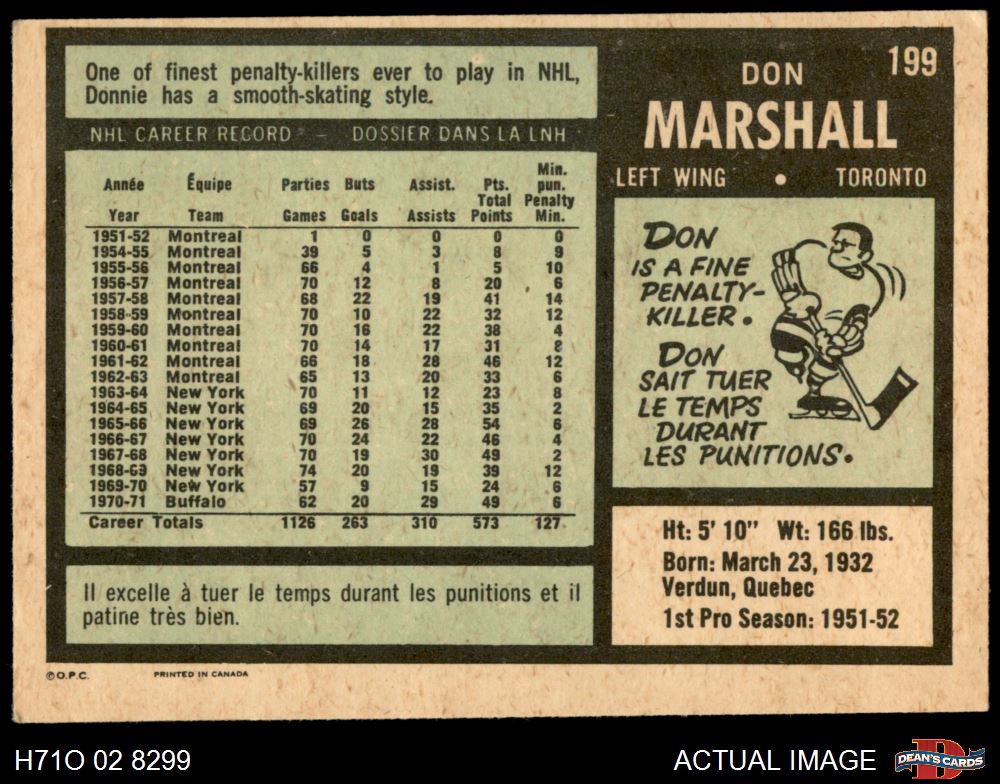 One of finest penalty-killers ever to play in NHL,
Donnie has a smooth-skating style.
NHL CAREER RECORD – DOSSIER DANS LA LNH
Année Équipe Parties Buts Assist. Pts. Total Min. pun.
Year Team Games Goals Assists Points Penalty Min.
1951-52 Montreal 1 0 0 0 0
1954-55 Montreal 39 5 3 8 9
1955-56 Montreal 66 4 1 5 10
1956-57 Montreal 70 12 8 20 6
1957-58 Montreal 68 22 19 41 14
1958-59 Montreal 70 10 22 32 12
1959-60 Montreal 70 16 22 38 4
1960-61 Montreal 70 14 17 31 8
1961-62 Montreal 66 18 28 46 12
1962-63 Montreal 65 13 20 33 6
1963-64 New York 70 11 12 23 8
1964-65 New York 69 20 15 35 2
1965-66 New York 69 26 28 54 6
1966-67 New York 70 24 22 46 4
1967-68 New York 70 19 30 49 2
1968-69 New York 74 20 19 39 12
1969-70 New York 57 9 15 24 6
1970-71 Buffalo 62 20 29 49 6
Career Totals 1126 263 310 573 127
Il excelle à tuer le temps durant les punitions et il
patine très bien.
199
DON
MARSHALL
LEFT WING • TORONTO
DON
IS A FINE
PENALTY-
KILLER.
DON
SAIT TUER
LE TEMPS
DURANT
LES PUNITIONS.
Ht: 5' 10" Wt: 166 lbs.
Born: March 23, 1932
Verdun, Quebec
1st Pro Season: 1951-52
© O.P.C. PRINTED IN CANADA
H71O 02 8299
ACTUAL IMAGE
D
DEAN'S CARDS